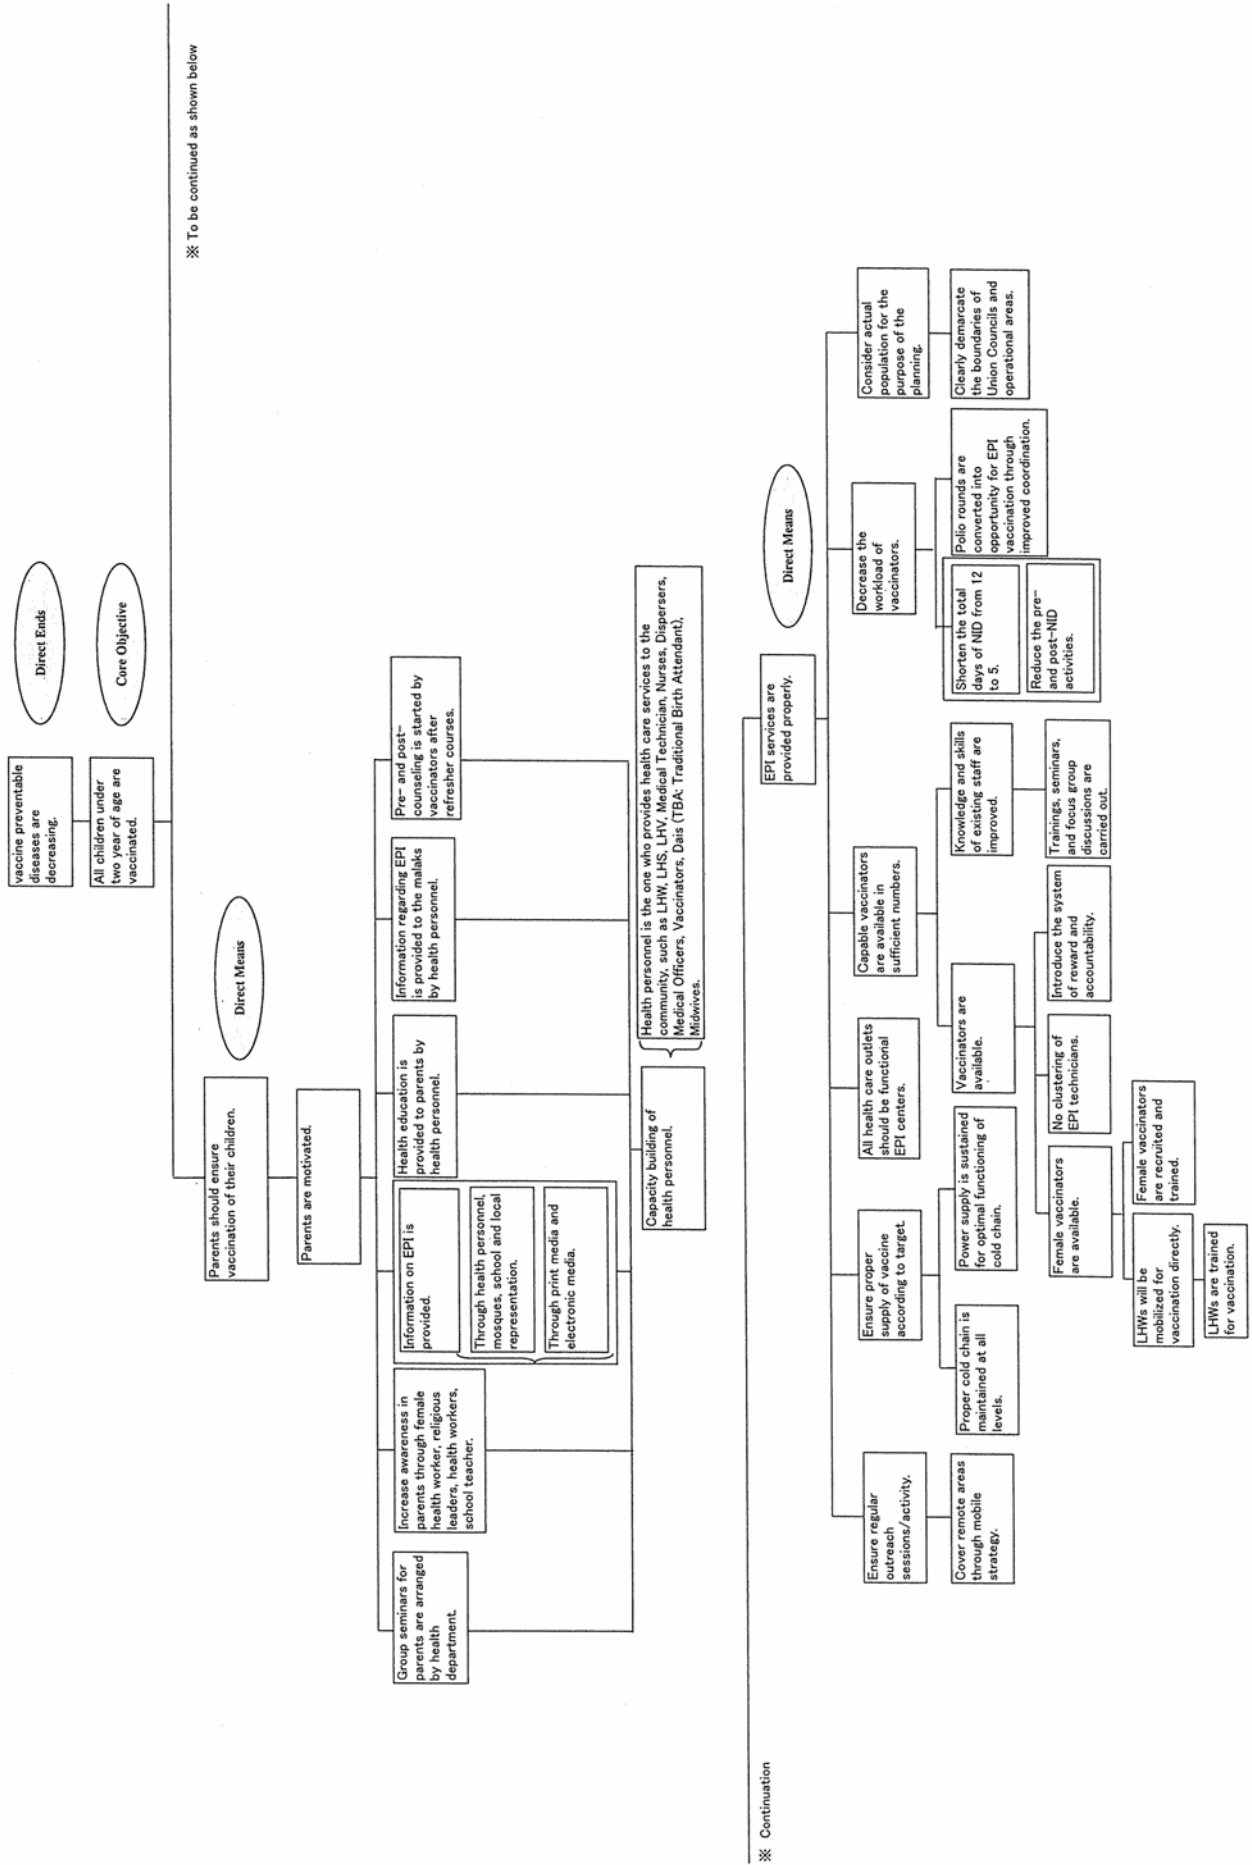 vaccine preventable
diseases are
decreasing.
Direct Ends
All children under
two year of age are
vaccinated.
Core Objective
※ To be continued as shown below
Parents should ensure
vaccination of their children.
Direct Means
Parents are motivated.
Group seminars for
parents are arranged
by health
department.
Increase awareness in
parents through female
health worker, religious
leaders, health workers,
school teacher.
Information on EPI is
provided.
Through health personnel,
mosques, school and local
representation.
Through print media and
electronic media.
Health education is
provided to parents by
health personnel.
Information regarding EPI
is provided to the malaks
by health personnel.
Pre- and post-
counseling is started by
vaccinators after
refresher courses.
Capacity building of
health personnel.
Health personnel is the one who provides health care services to the
community, such as LHW, LHS, LHV, Medical Technician, Nurses, Dispersers,
Medical Officers, Vaccinators, Dais (TBA: Traditional Birth Attendant),
Midwives.
※ Continuation
EPI services are
provided properly.
Direct Means
Ensure regular
outreach
sessions/activity.
Cover remote areas
through mobile
strategy.
Ensure proper
supply of vaccine
according to target.
Proper cold chain is
maintained at all
levels.
Power supply is sustained
for optimal functioning of
cold chain.
All health care outlets
should be functiorial
EPI centers.
Capable vaccinators
are available in
sufficient numbers.
Vaccinators are
available.
Female vaccinators
are available.
LHWs will be
mobilized for
vaccination directly.
LHWs are trained
for vaccination.
Female vaccinators
are recruited and
trained.
No clustering of
EPI technicians.
Introduce the system
of reward and
accountability.
Knowledge and skills
of existing staff are
improved.
Trainings, seminars,
and focus group
discussions are
carried out.
Decrease the
workload of
vaccinators.
Shorten the total
days of NID from 12
to 5.
Reduce the pre-
and post-NID
activities.
Polio rounds are
converted into
opportunity for EPI
vaccination through
improved coordination.
Consider actual
population for the
purpose of the
planning.
Clearly demarcate
the boundaries of
Union Councils and
operational areas.